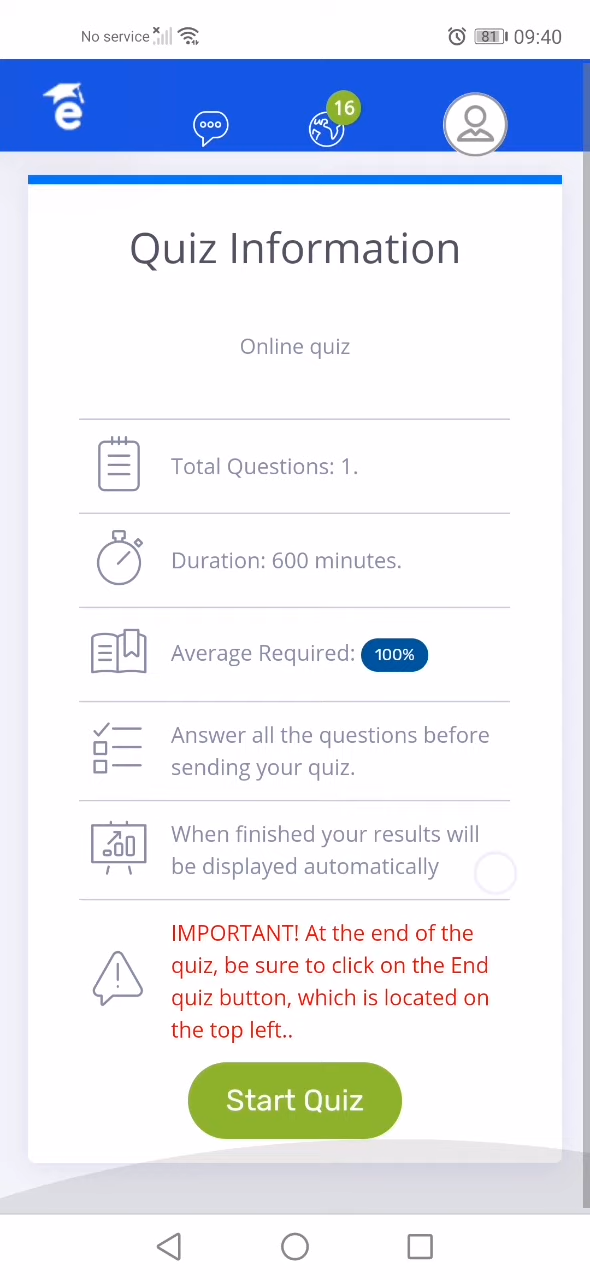 No service 81 09:40
e 16
Quiz Information
Online quiz
Total Questions: 1.
Duration: 600 minutes.
Average Required: 100%
Answer all the questions before
sending your quiz.
When finished your results will
be displayed automatically
IMPORTANT! At the end of the
quiz, be sure to click on the End
quiz button, which is located on
the top left..
Start Quiz